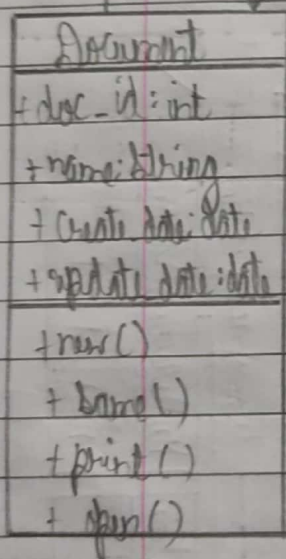 Document
+doc_id:int
+name:String
+create date:date
+update date:date
+new()
+
+print()
+ open()